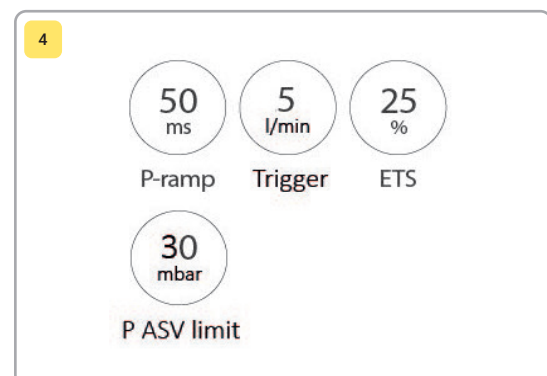 4
50 5 25
ms l/min %
P-ramp Trigger ETS
30
mbar
P ASV limit